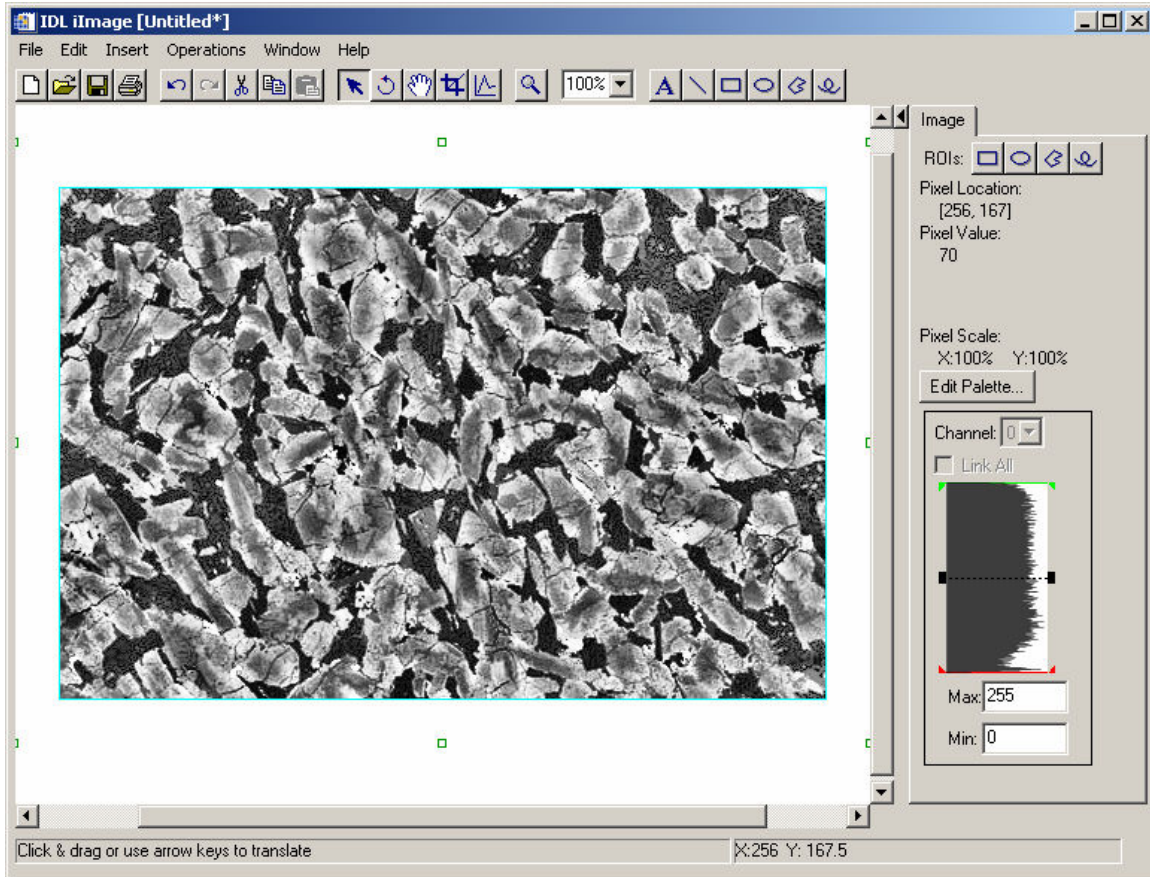 IDL iImage [Untitled*]
File Edit Insert Operations Window Help
100% A
Image
ROIs:
Pixel Location:
[256, 167]
Pixel Value:
70
Pixel Scale:
X:100% Y:100%
Edit Palette...
Channel: 0
Link All
Max: 255
Min: 0
Click & drag or use arrow keys to translate X:256 Y: 167.5